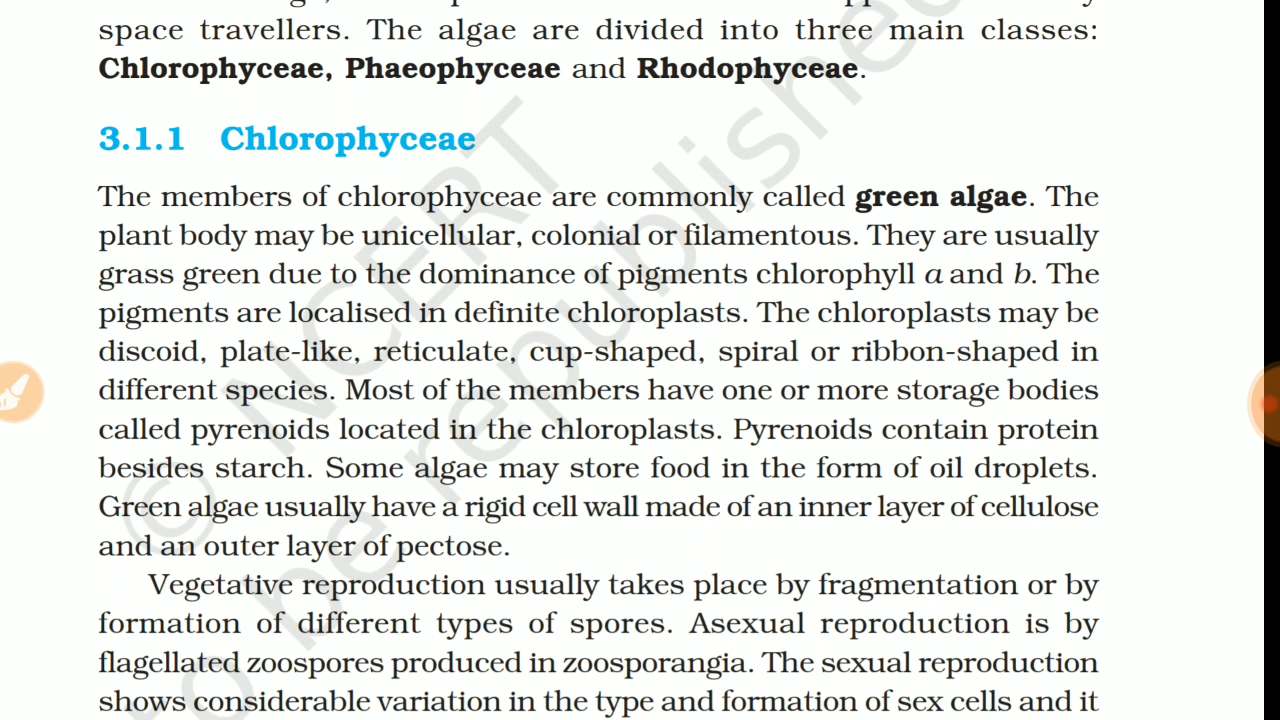 space travellers. The algae are divided into three main classes:
Chlorophyceae, Phaeophyceae and Rhodophyceae.
3.1.1 Chlorophyceae
The members of chlorophyceae are commonly called green algae. The
plant body may be unicellular, colonial or filamentous. They are usually
grass green due to the dominance of pigments chlorophyll a and b. The
pigments are localised in definite chloroplasts. The chloroplasts may be
discoid, plate-like, reticulate, cup-shaped, spiral or ribbon-shaped in
different species. Most of the members have one or more storage bodies
called pyrenoids located in the chloroplasts. Pyrenoids contain protein
besides starch. Some algae may store food in the form of oil droplets.
Green algae usually have a rigid cell wall made of an inner layer of cellulose
and an outer layer of pectose.
Vegetative reproduction usually takes place by fragmentation or by
formation of different types of spores. Asexual reproduction is by
flagellated zoospores produced in zoosporangia. The sexual reproduction
shows considerable variation in the type and formation of sex cells and it
© NCERT
to be republished